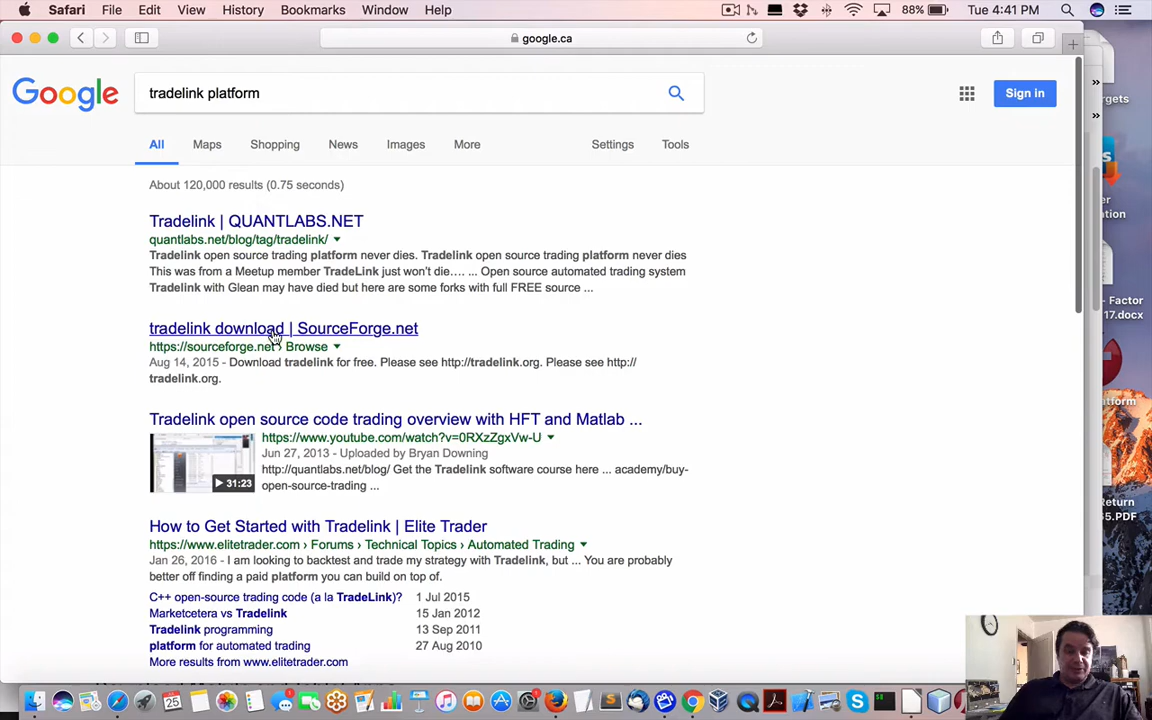 Safari File Edit View History Bookmarks Window Help 88% Tue 4:41 PM
google.ca
Google tradelink platform Sign in
All Maps Shopping News Images More Settings Tools
About 120,000 results (0.75 seconds)
Tradelink | QUANTLABS.NET
quantlabs.net/blog/tag/tradelink/
Tradelink open source trading platform never dies. Tradelink open source trading platform never dies
This was from a Meetup member TradeLink just won't die…. ... Open source automated trading system
Tradelink with Glean may have died but here are some forks with full FREE source ...
tradelink download | SourceForge.net
https://sourceforge.net › Browse
Aug 14, 2015 - Download tradelink for free. Please see http://tradelink.org. Please see http://
tradelink.org.
Tradelink open source code trading overview with HFT and Matlab ...
https://www.youtube.com/watch?v=0RXzZgxVw-U
Jun 27, 2013 - Uploaded by Bryan Downing
http://quantlabs.net/blog/ Get the Tradelink software course here ... academy/buy-
open-source-trading ...
31:23
How to Get Started with Tradelink | Elite Trader
https://www.elitetrader.com › Forums › Technical Topics › Automated Trading
Jan 26, 2016 - I am looking to backtest and trade my strategy with Tradelink, but ... You are probably
better off finding a paid platform you can build on top of.
C++ open-source trading code (a la TradeLink)? 1 Jul 2015
Marketcetera vs Tradelink 15 Jan 2012
Tradelink programming 13 Sep 2011
platform for automated trading 27 Aug 2010
More results from www.elitetrader.com
rgets
er
ation
- Factor
17.docx
tform
Return
5.PDF